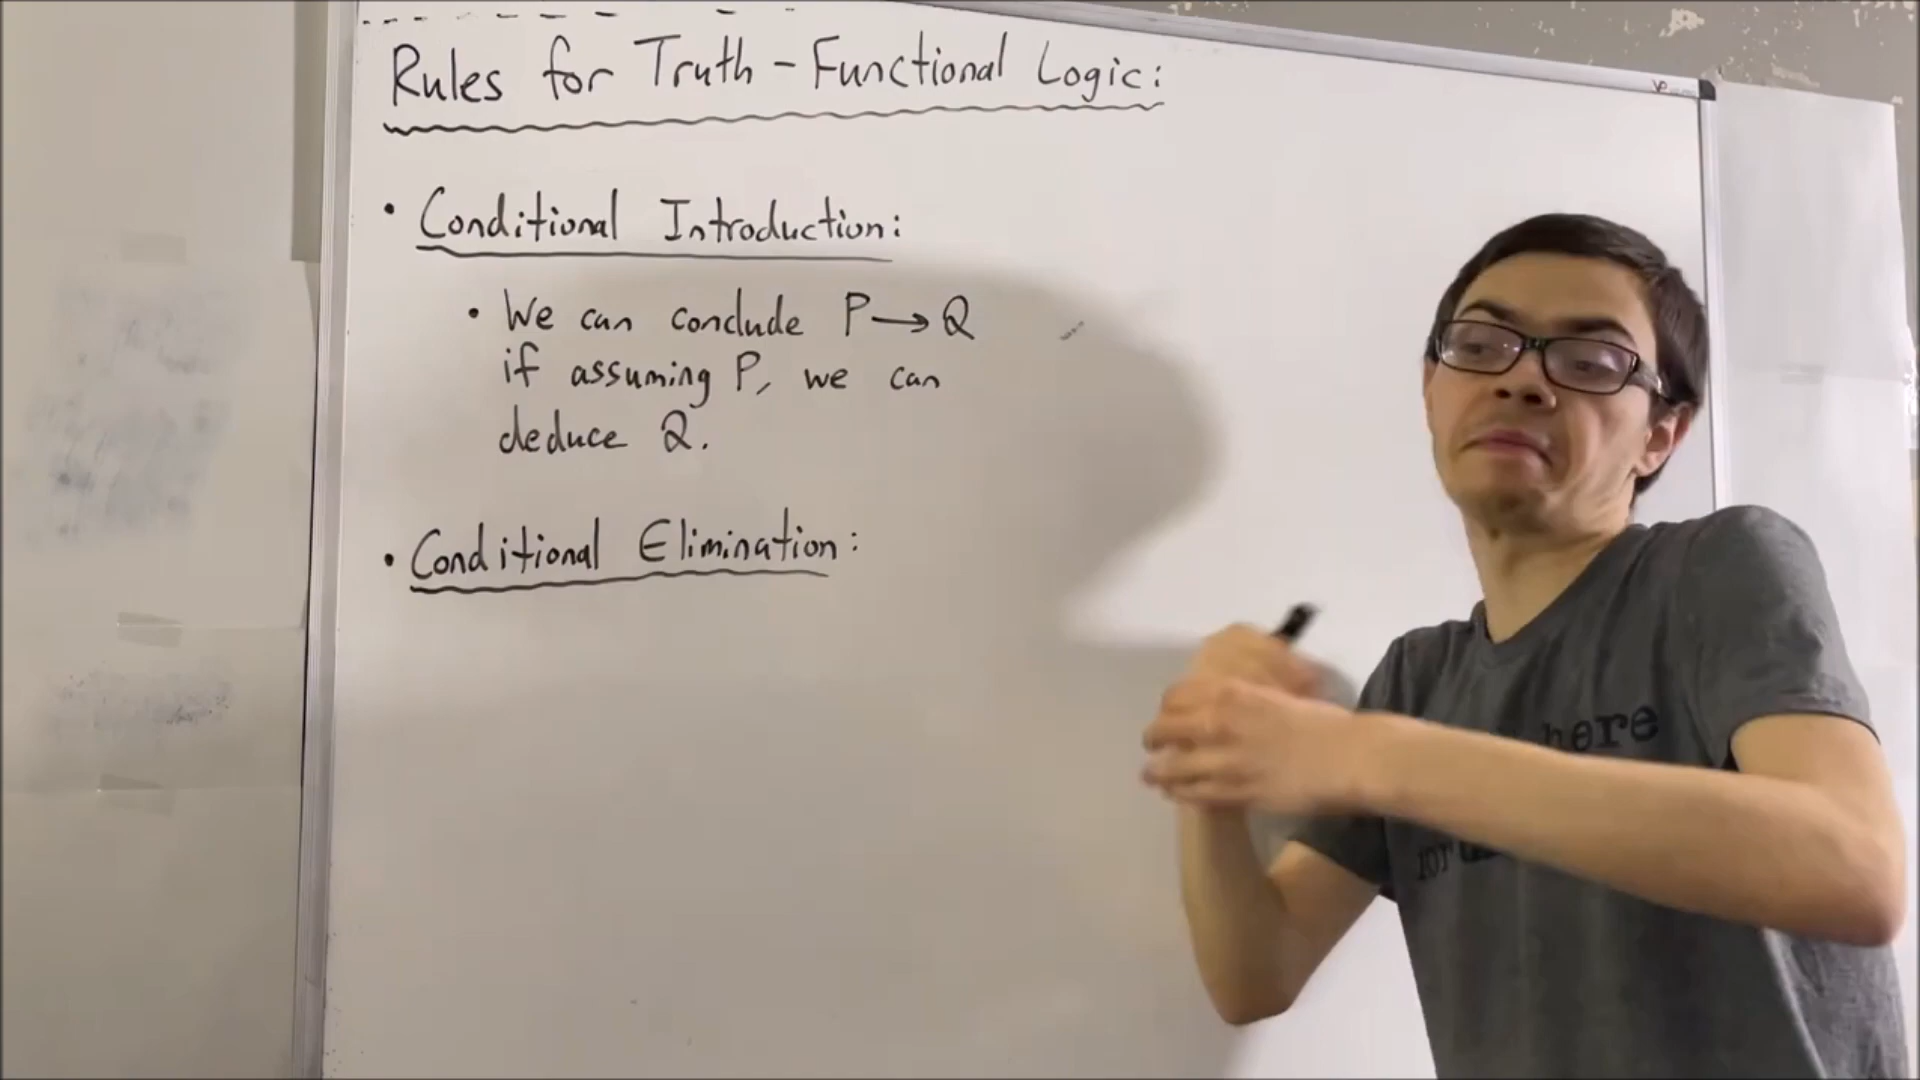 Rules for Truth-Functional Logic:
• Conditional Introduction:
• We can conclude P→Q
if assuming P, we can
deduce Q.
• Conditional Elimination:
here